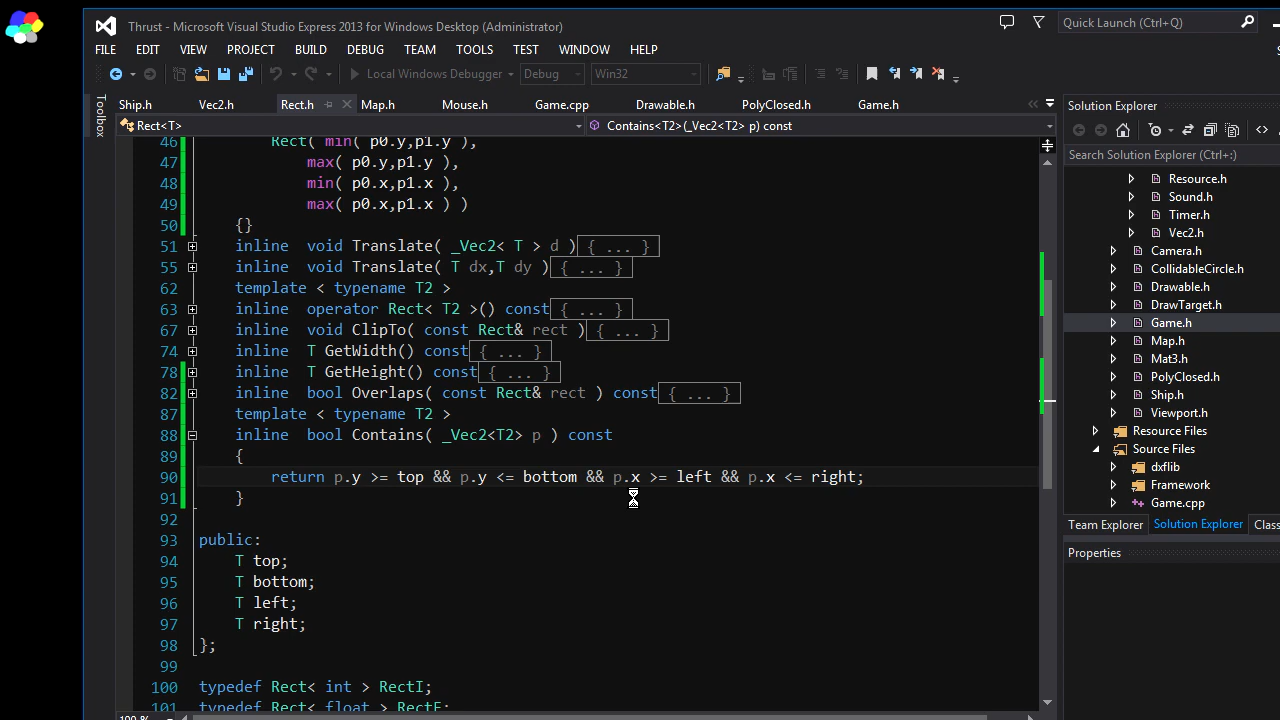 Thrust - Microsoft Visual Studio Express 2013 for Windows Desktop (Administrator)
Quick Launch (Ctrl+Q)
FILE EDIT VIEW PROJECT BUILD DEBUG TEAM TOOLS TEST WINDOW HELP
Local Windows Debugger Debug Win32
Toolbox
Ship.h Vec2.h Rect.h Map.h Mouse.h Game.cpp Drawable.h PolyClosed.h Game.h
Rect<T> Contains<T2>(_Vec2<T2> p) const
46 Rect( min( p0.y,p1.y ),
47 max( p0.y,p1.y ),
48 min( p0.x,p1.x ),
49 max( p0.x,p1.x ) )
50 {}
51 inline void Translate( _Vec2< T > d ){ ... }
55 inline void Translate( T dx,T dy ){ ... }
62 template < typename T2 >
63 inline operator Rect< T2 >() const{ ... }
67 inline void ClipTo( const Rect& rect ){ ... }
74 inline T GetWidth() const{ ... }
78 inline T GetHeight() const{ ... }
82 inline bool Overlaps( const Rect& rect ) const{ ... }
87 template < typename T2 >
88 inline bool Contains( _Vec2<T2> p ) const
89 {
90 return p.y >= top && p.y <= bottom && p.x >= left && p.x <= right;
91 }
92
93 public:
94 T top;
95 T bottom;
96 T left;
97 T right;
98 };
99
100 typedef Rect< int > RectI;
101 typedef Rect< float > RectF;
100 %
Solution Explorer
Search Solution Explorer (Ctrl+:)
Resource.h
Sound.h
Timer.h
Vec2.h
Camera.h
CollidableCircle.h
Drawable.h
DrawTarget.h
Game.h
Map.h
Mat3.h
PolyClosed.h
Ship.h
Viewport.h
Resource Files
Source Files
dxflib
Framework
Game.cpp
Team Explorer Solution Explorer Class
Properties